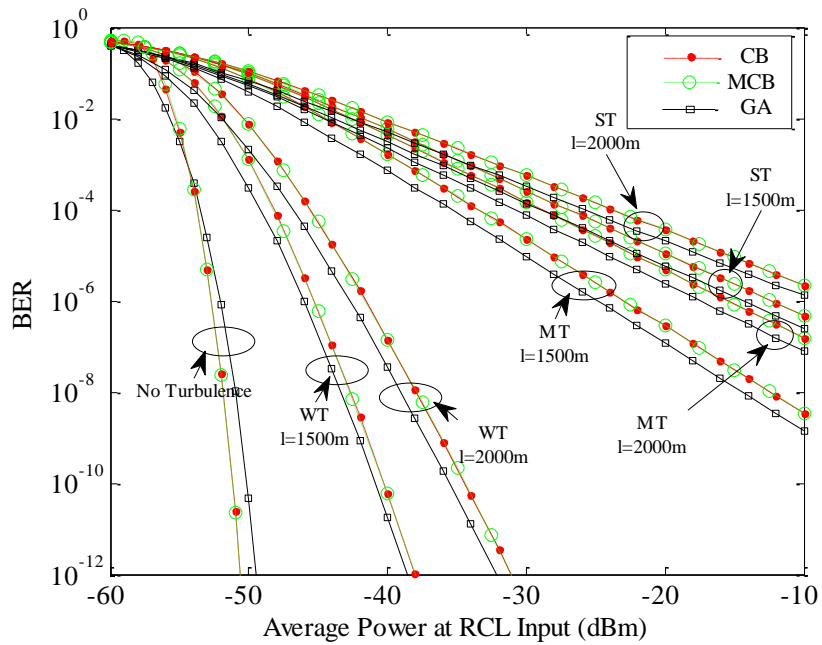 10^0
10^-2
10^-4
10^-6
10^-8
10^-10
10^-12
BER
-60
-50
-40
-30
-20
-10
Average Power at RCL Input (dBm)
CB
MCB
GA
ST
l=2000m
ST
l=1500m
MT
l=1500m
MT
l=2000m
No Turbulence
WT
l=1500m
WT
l=2000m